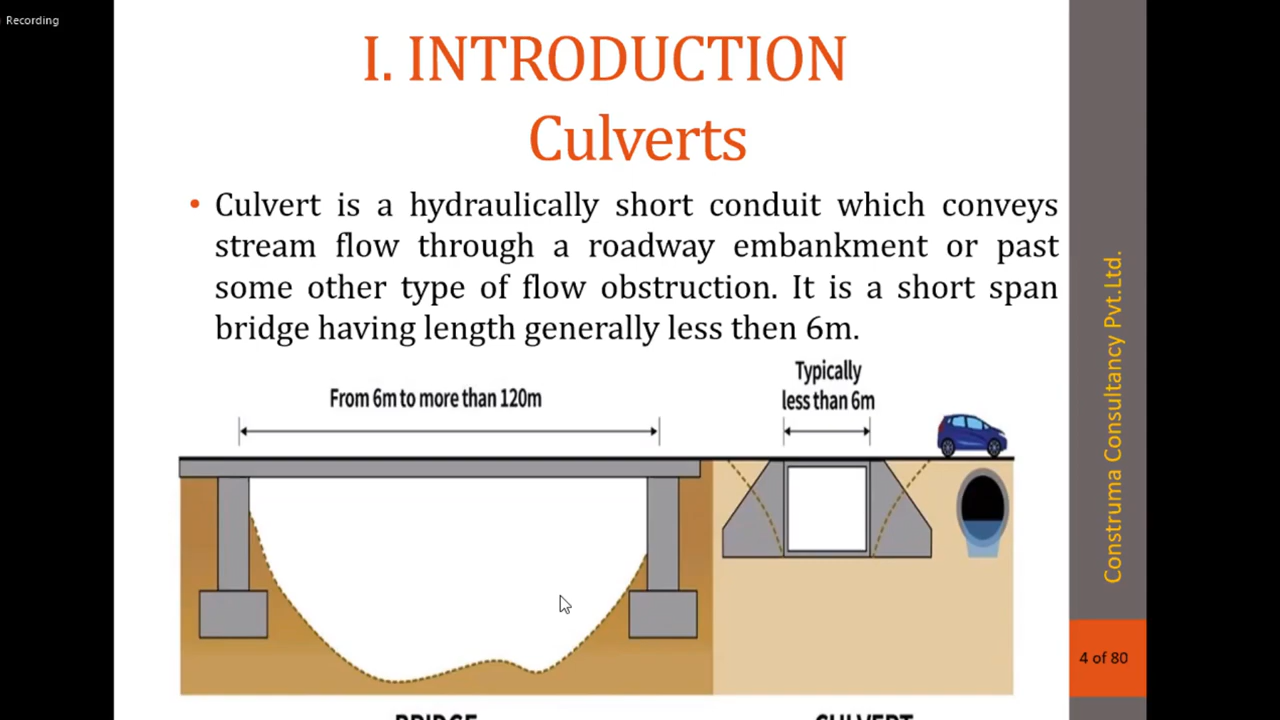 Recording
I. INTRODUCTION
Culverts
• Culvert is a hydraulically short conduit which conveys
stream flow through a roadway embankment or past
some other type of flow obstruction. It is a short span
bridge having length generally less then 6m.
From 6m to more than 120m
Typically
less than 6m
BRIDGE
CULVERT
Construma Consultancy Pvt.Ltd.
4 of 80